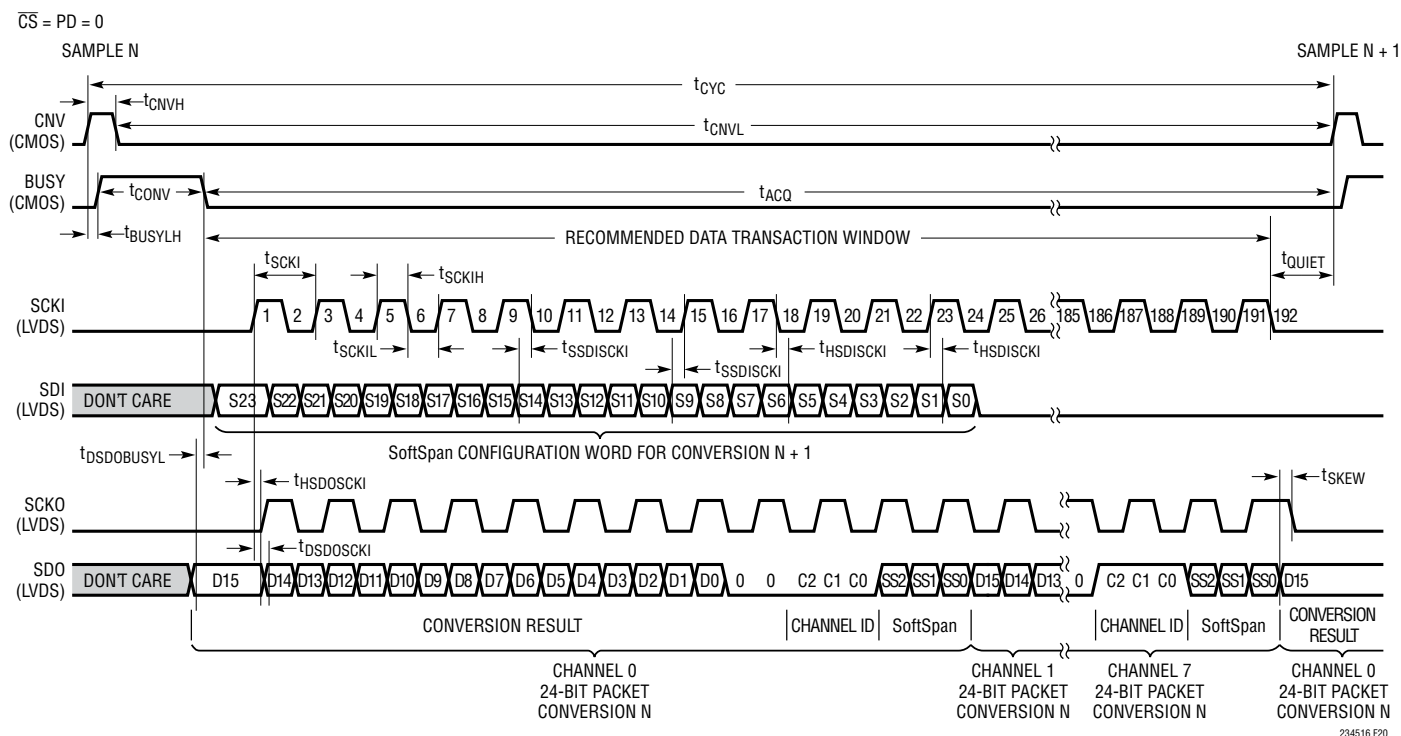 CS = PD = 0
SAMPLE N
SAMPLE N + 1
tCYC
tCNVH
CNV
(CMOS)
tCNVL
BUSY
(CMOS)
tCONV
tACQ
tBUSYLH
RECOMMENDED DATA TRANSACTION WINDOW
tSCKI
tSCKIH
tQUIET
SCKI
(LVDS)
1 2 3 4 5 6 7 8 9 10 11 12 13 14 15 16 17 18 19 20 21 22 23 24 25 26 185 186 187 188 189 190 191 192
tSCKIL
tSSDISCKI
tSSDISCKI
tHSDISCKI
tHSDISCKI
SDI
(LVDS)
DON'T CARE S23 S22 S21 S20 S19 S18 S17 S16 S15 S14 S13 S12 S11 S10 S9 S8 S7 S6 S5 S4 S3 S2 S1 S0
SoftSpan CONFIGURATION WORD FOR CONVERSION N + 1
tDSDOBUSYL
tHSDOSCKI
tSKEW
SCKO
(LVDS)
tDSDOSCKI
SDO
(LVDS)
DON'T CARE D15 D14 D13 D12 D11 D10 D9 D8 D7 D6 D5 D4 D3 D2 D1 D0 0 0 C2 C1 C0 SS2 SS1 SS0 D15 D14 D13 0 C2 C1 C0 SS2 SS1 SS0 D15
CONVERSION RESULT
CHANNEL ID
SoftSpan
CHANNEL ID
SoftSpan
CONVERSION
RESULT
CHANNEL 0
24-BIT PACKET
CONVERSION N
CHANNEL 1
24-BIT PACKET
CONVERSION N
CHANNEL 7
24-BIT PACKET
CONVERSION N
CHANNEL 0
24-BIT PACKET
CONVERSION N
234516 F20